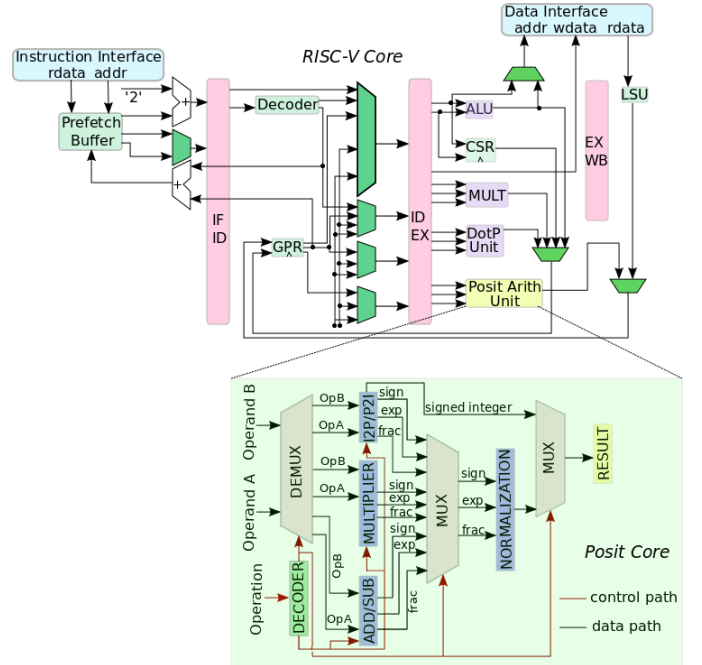 Data Interface
addr wdata rdata
RISC-V Core
Instruction Interface
rdata addr
'2'
+
Decoder
LSU
ALU
Prefetch
Buffer
CSR
EX
WB
+
MULT
IF
ID
ID
EX
GPR
DotP
Unit
Posit Arith
Unit
Operand B
Operand A
Operation
DEMUX
DECODER
OpB
OpA
OpB
OpA
OpB
OpA
I2P/P2I
MULTIPLIER
ADD/SUB
sign
exp
frac
sign
exp
frac
sign
exp
frac
signed integer
MUX
sign
exp
frac
NORMALIZATION
MUX
RESULT
Posit Core
control path
data path